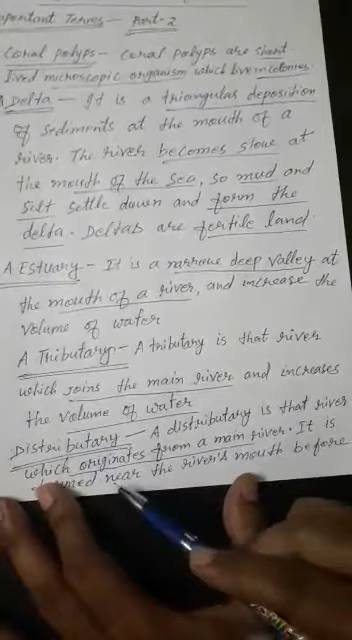 portant Terms — Part-2
Coral polyps - Coral polyps are short
lived microscopic organism which live in colonies.
A Delta - It is a triangular deposition
of sediments at the mouth of a
river. The river becomes slow at
the mouth of the sea, so mud and
silt settle down and form the
delta. Deltas are fertile land.
A Estuary - It is a narrow deep valley at
the mouth of a river, and increase the
volume of water
A Tributary - A tributary is that river
which joins the main river and increases
the volume of water
Distributary - A distributary is that river
which originates from a main river. It is
formed near the river's mouth before